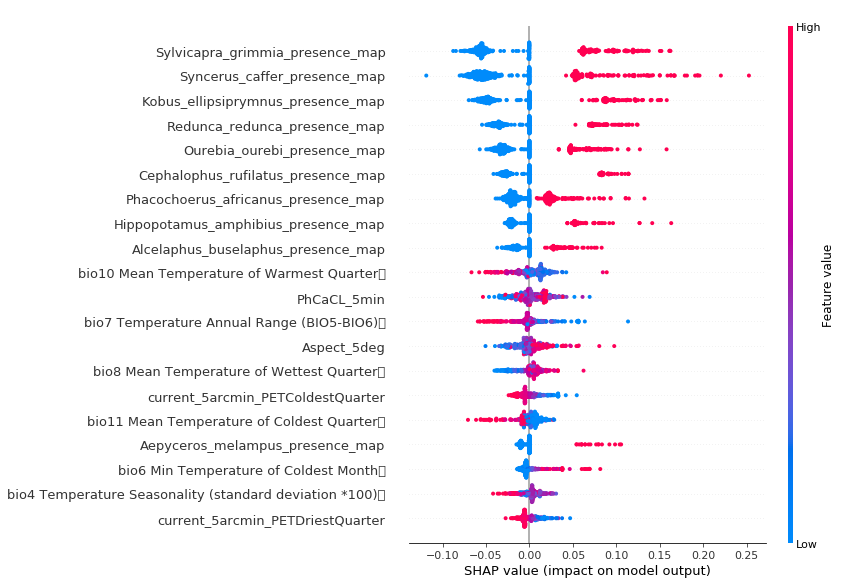 High
Sylvicapra_grimmia_presence_map
Syncerus_caffer_presence_map
Kobus_ellipsiprymnus_presence_map
Redunca_redunca_presence_map
Ourebia_ourebi_presence_map
Cephalophus_rufilatus_presence_map
Phacochoerus_africanus_presence_map
Hippopotamus_amphibius_presence_map
Alcelaphus_buselaphus_presence_map
bio10 Mean Temperature of Warmest Quarter▯
PhCaCL_5min
bio7 Temperature Annual Range (BIO5-BIO6)▯
Aspect_5deg
bio8 Mean Temperature of Wettest Quarter▯
current_5arcmin_PETColdestQuarter
bio11 Mean Temperature of Coldest Quarter▯
Aepyceros_melampus_presence_map
bio6 Min Temperature of Coldest Month▯
bio4 Temperature Seasonality (standard deviation *100)▯
current_5arcmin_PETDriestQuarter
Feature value
Low
−0.10 −0.05 0.00 0.05 0.10 0.15 0.20 0.25
SHAP value (impact on model output)